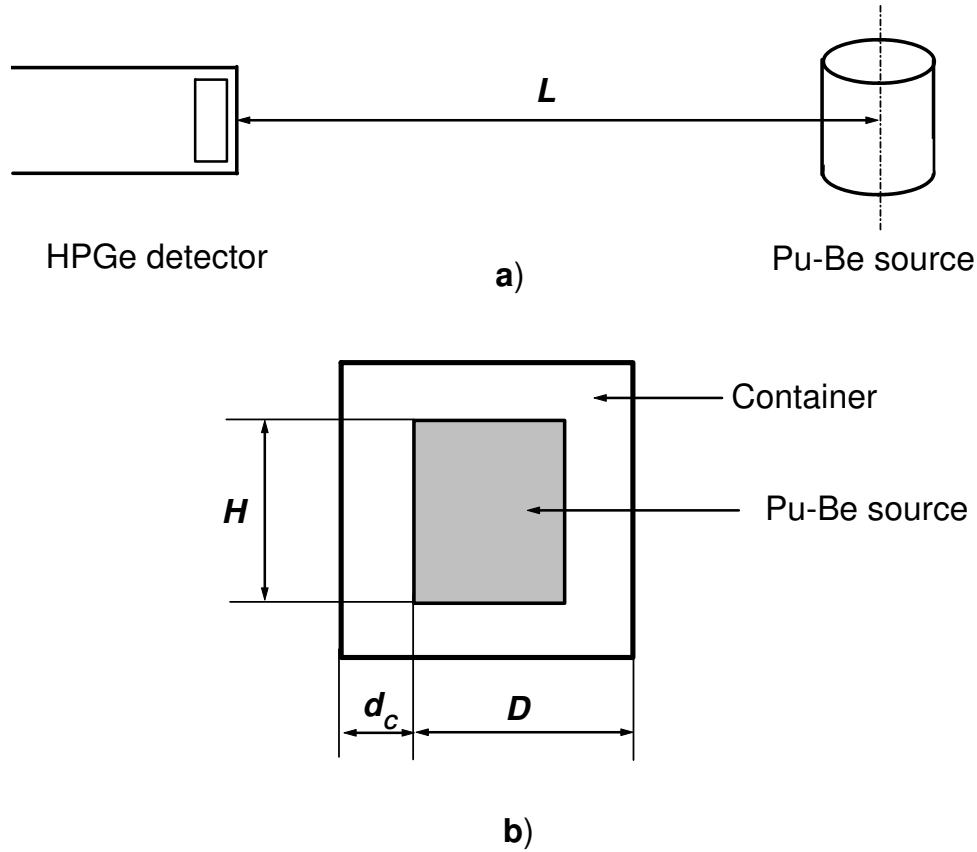 L
HPGe detector
Pu-Be source
a)
Container
H
Pu-Be source
d_C
D
b)